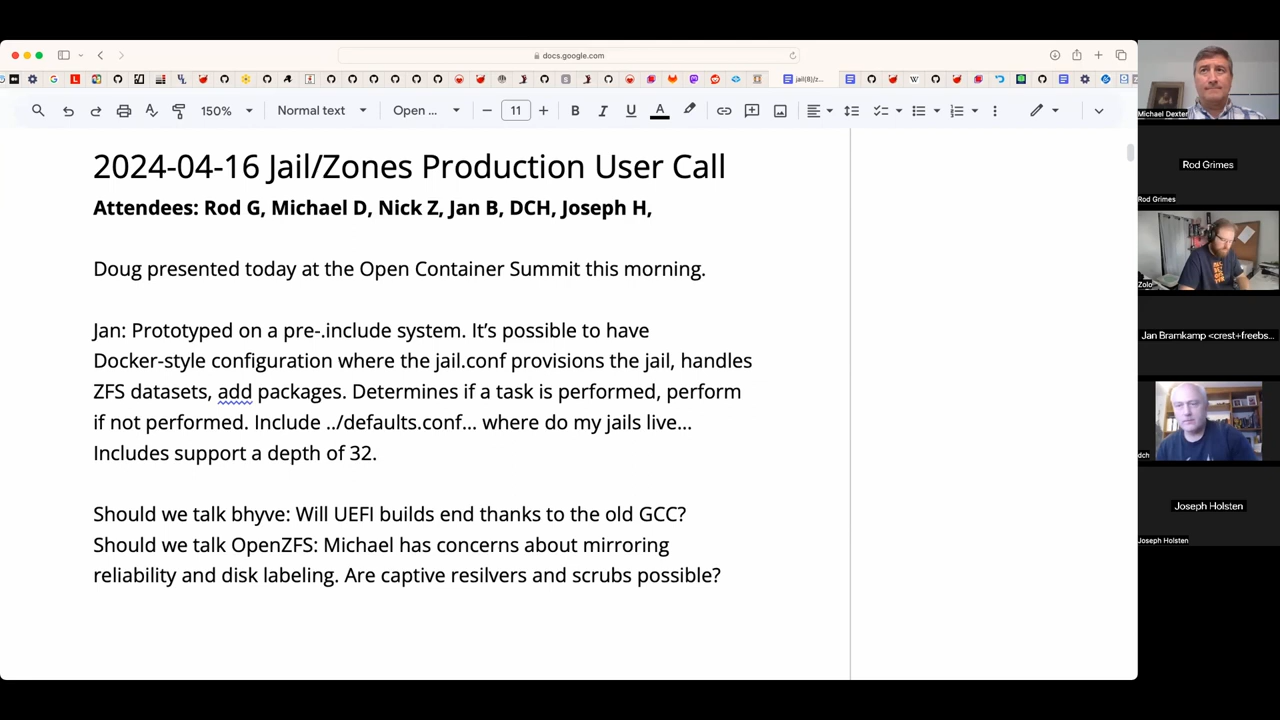 docs.google.com
jail(8)/z...
150%
Normal text
Open ...
11
B
I
U
A
2024-04-16 Jail/Zones Production User Call
Attendees: Rod G, Michael D, Nick Z, Jan B, DCH, Joseph H,
Doug presented today at the Open Container Summit this morning.
Jan: Prototyped on a pre-.include system. It’s possible to have
Docker-style configuration where the jail.conf provisions the jail, handles
ZFS datasets, add packages. Determines if a task is performed, perform
if not performed. Include ../defaults.conf... where do my jails live...
Includes support a depth of 32.
Should we talk bhyve: Will UEFI builds end thanks to the old GCC?
Should we talk OpenZFS: Michael has concerns about mirroring
reliability and disk labeling. Are captive resilvers and scrubs possible?
Michael Dexter
Rod Grimes
Rod Grimes
Zolo
Jan Bramkamp <crest+freebs...
dch
Joseph Holsten
Joseph Holsten